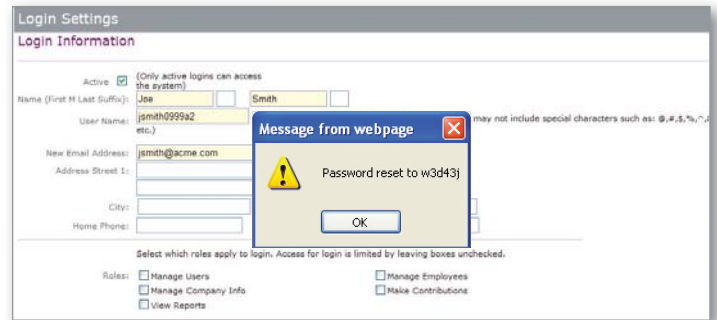 Login Settings
Login Information
Active (Only active logins can access the system)
Name (First M Last Suffix): Joe Smith
User Name: jsmith0999a2 may not include special characters such as: @,#,$,%,^,
etc.)
Message from webpage
Password reset to w3d43j
OK
New Email Address: jsmith@acme.com
Address Street 1:
City:
Home Phone:
Select which roles apply to login. Access for login is limited by leaving boxes unchecked.
Roles: Manage Users Manage Employees
Manage Company Info Make Contributions
View Reports